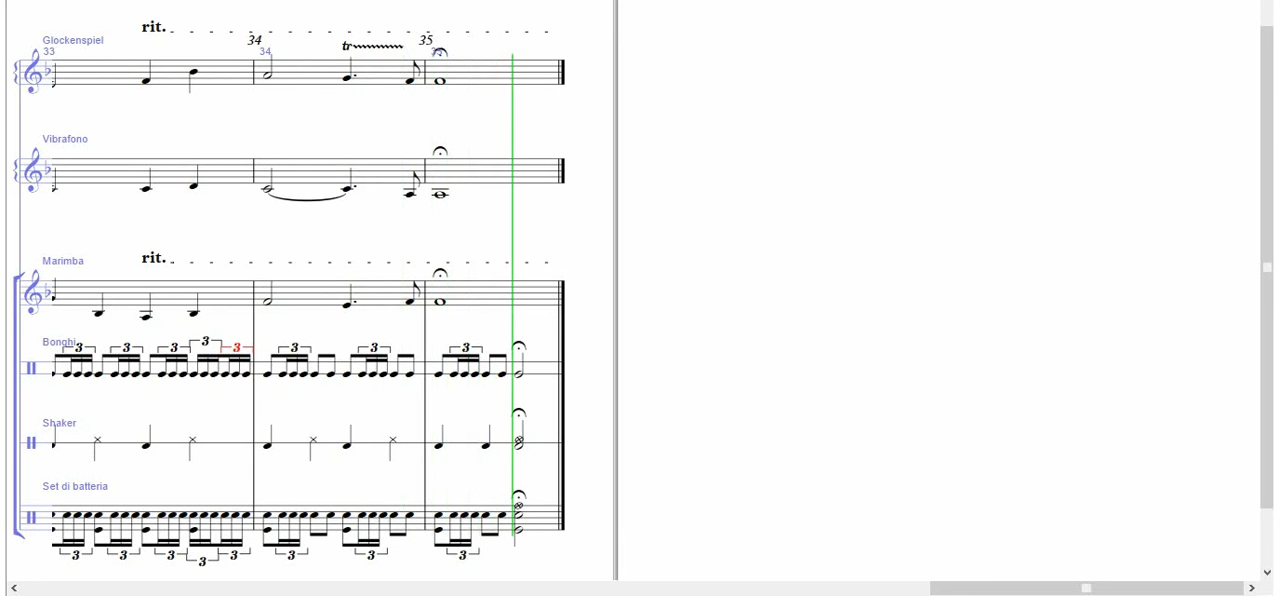 rit.
34
35
Glockenspiel
33
34
tr
Vibrafono
rit.
Marimba
3 3 3 3 3 3 3 3
Bonghi
Shaker
Set di batteria
3 3 3 3 3 3 3 3